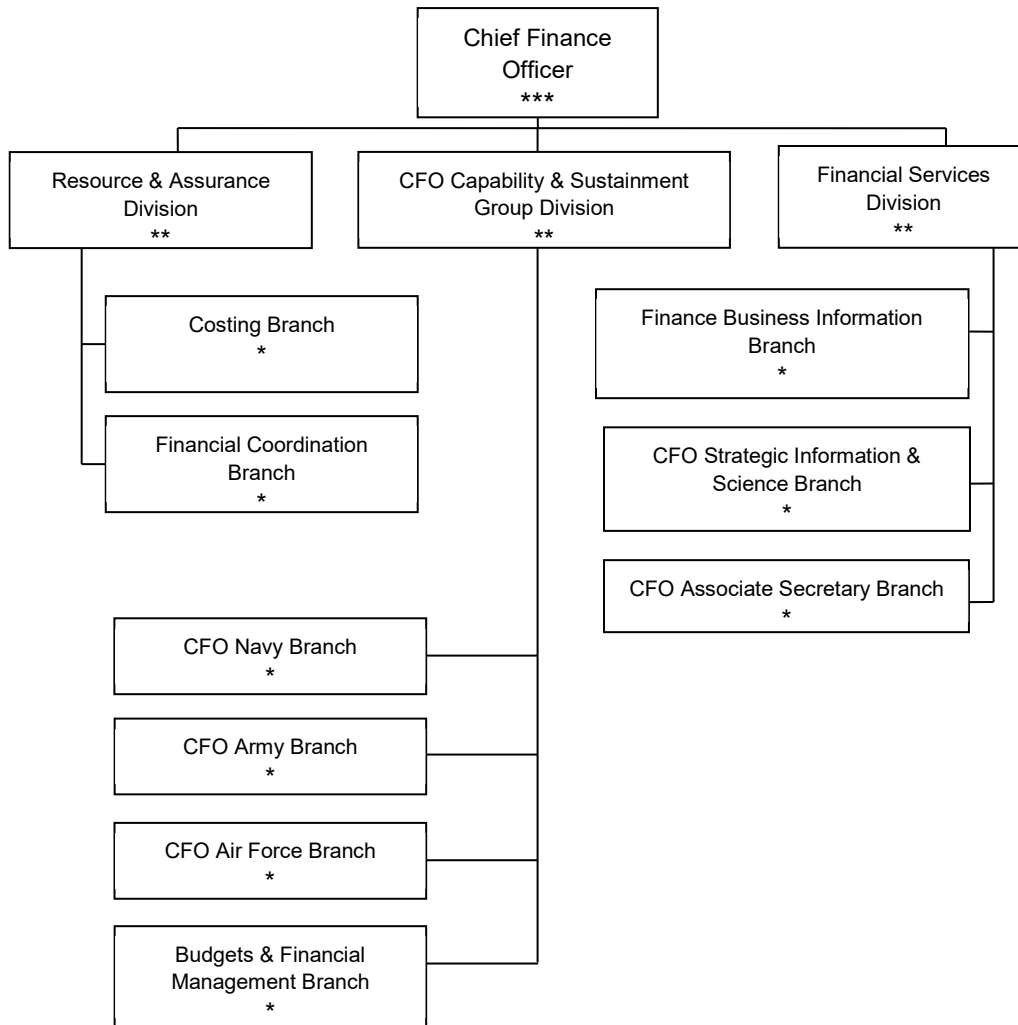 Chief Finance
Officer
***
Resource & Assurance
Division
**
CFO Capability & Sustainment
Group Division
**
Financial Services
Division
**
Costing Branch
*
Financial Coordination
Branch
*
Finance Business Information
Branch
*
CFO Strategic Information &
Science Branch
*
CFO Associate Secretary Branch
*
CFO Navy Branch
*
CFO Army Branch
*
CFO Air Force Branch
*
Budgets & Financial
Management Branch
*